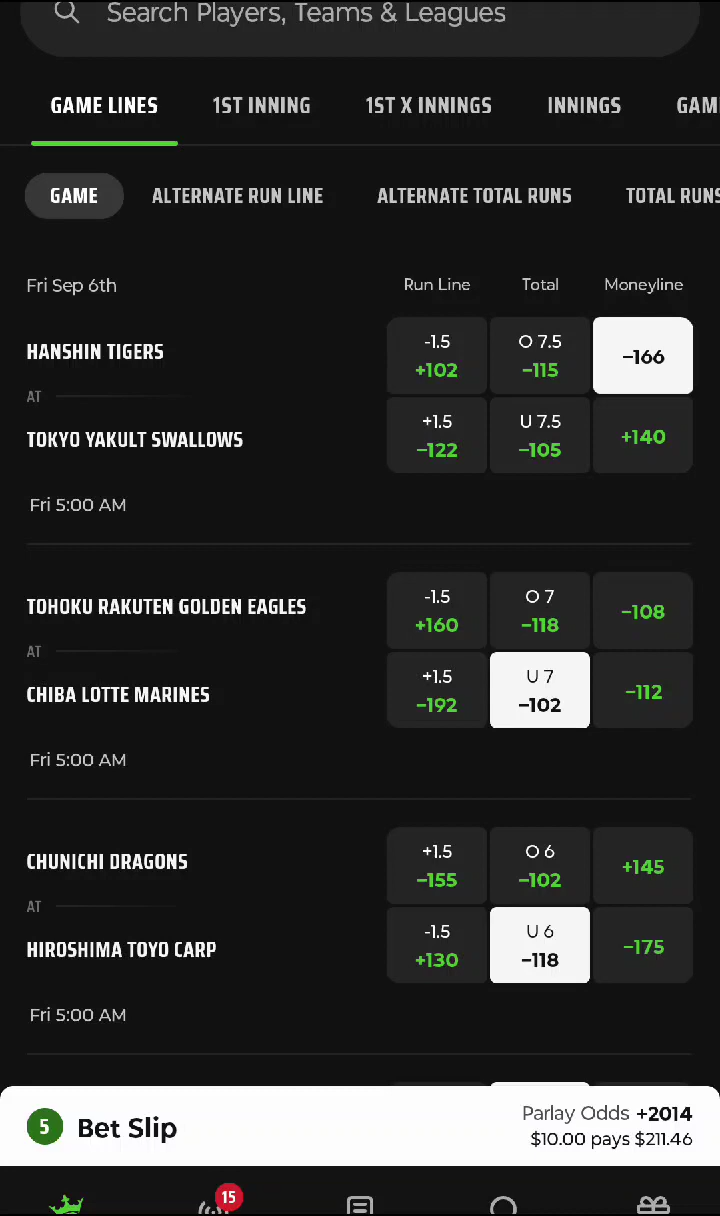 Search Players, Teams & Leagues
GAME LINES 1ST INNING 1ST X INNINGS INNINGS GAM
GAME ALTERNATE RUN LINE ALTERNATE TOTAL RUNS TOTAL RUNS
Fri Sep 6th Run Line Total Moneyline
HANSHIN TIGERS -1.5 O 7.5 −166
+102 −115
AT
TOKYO YAKULT SWALLOWS +1.5 U 7.5 +140
−122 −105
Fri 5:00 AM
TOHOKU RAKUTEN GOLDEN EAGLES -1.5 O 7 −108
+160 −118
AT
CHIBA LOTTE MARINES +1.5 U 7 −112
−192 −102
Fri 5:00 AM
CHUNICHI DRAGONS +1.5 O 6 +145
−155 −102
AT
HIROSHIMA TOYO CARP -1.5 U 6 −175
+130 −118
Fri 5:00 AM
5 Bet Slip Parlay Odds +2014
$10.00 pays $211.46
15